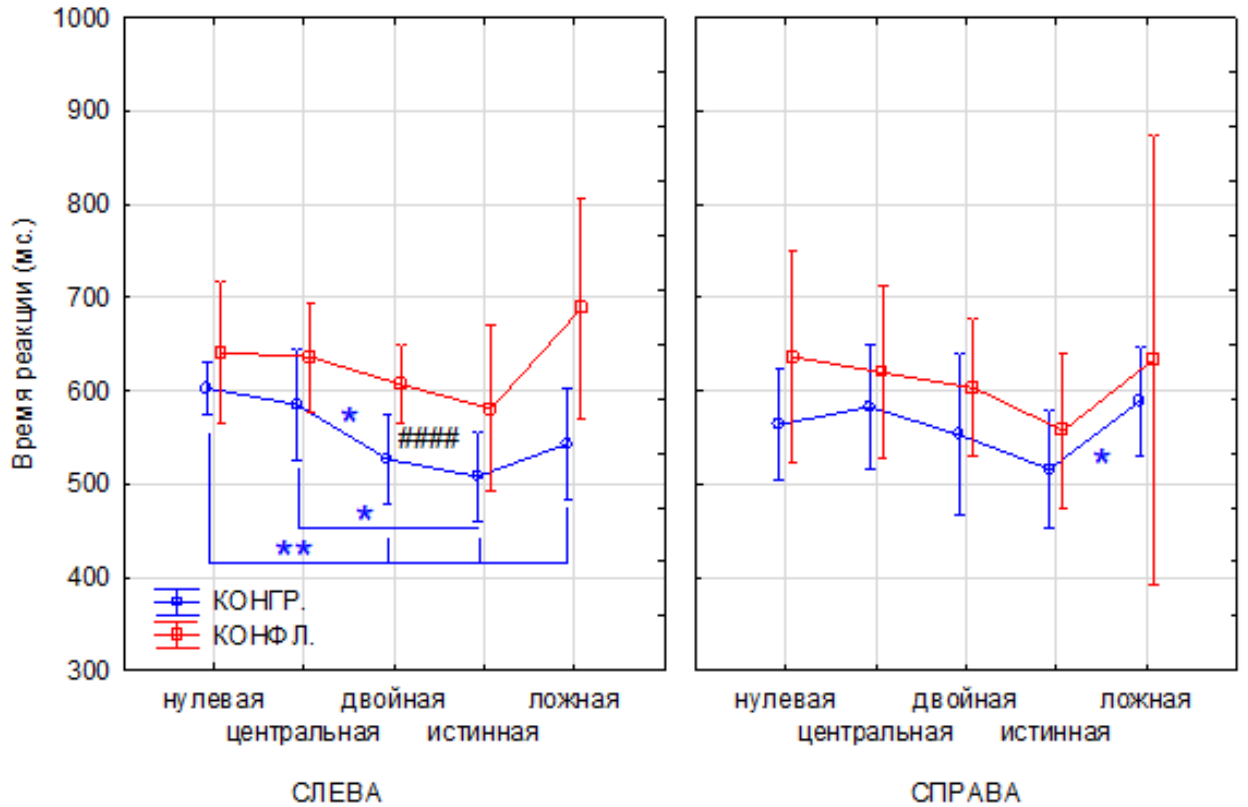 Время реакции (мс.)
1000
900
800
700
600
500
400
300
*
####
*
**
КОНГР.
КОНФЛ.
нулевая двойная ложная
центральная истинная
СЛЕВА
*
нулевая двойная ложная
центральная истинная
СПРАВА